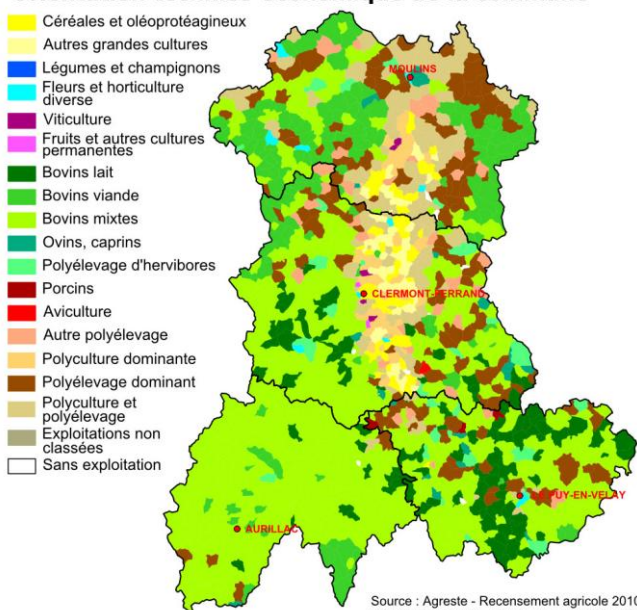 Céréales et oléoprotéagineux
Autres grandes cultures
Légumes et champignons
Fleurs et horticulture
diverse
Viticulture
Fruits et autres cultures
permanentes
Bovins lait
Bovins viande
Bovins mixtes
Ovins, caprins
Polyélevage d'hervibores
Porcins
Aviculture
Autre polyélevage
Polyculture dominante
Polyélevage dominant
Polyculture et
polyélevage
Exploitations non
classées
Sans exploitation
MOULINS
CLERMONT-FERRAND
LE PUY-EN-VELAY
AURILLAC
Source : Agreste - Recensement agricole 2010